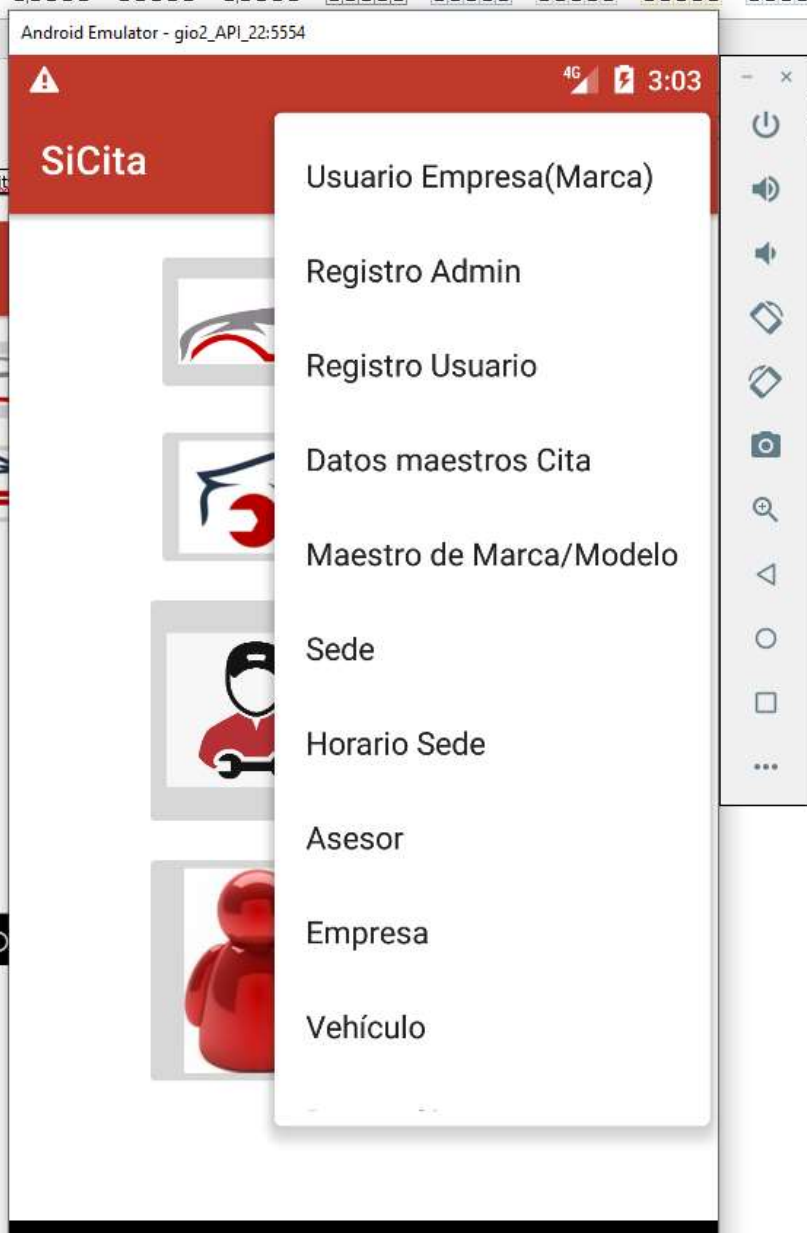 Android Emulator - gio2_API_22:5554
4G
3:03
SiCita
Usuario Empresa(Marca)
Registro Admin
Registro Usuario
Datos maestros Cita
Maestro de Marca/Modelo
Sede
Horario Sede
Asesor
Empresa
Vehículo